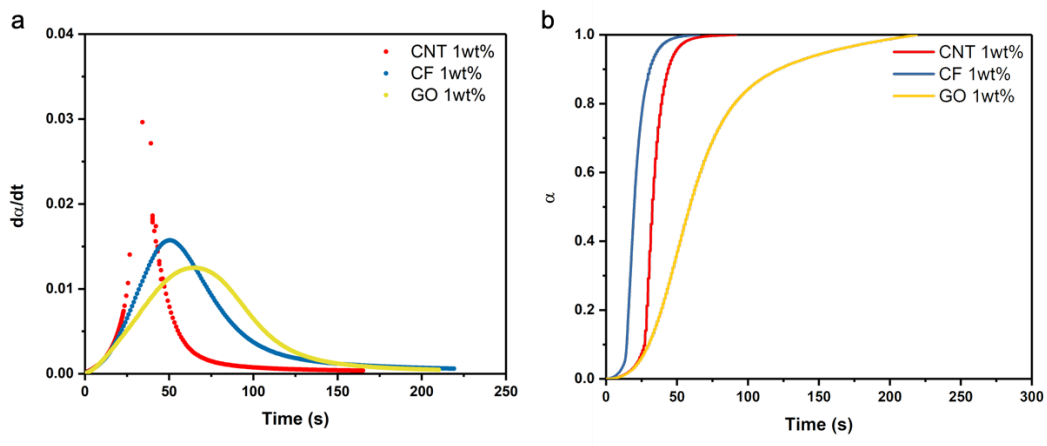 a
0.04
0.03
0.02
0.01
0.00
dα/dt
CNT 1wt%
CF 1wt%
GO 1wt%
0 50 100 150 200 250
Time (s)
b
1.0
0.8
0.6
0.4
0.2
0.0
α
CNT 1wt%
CF 1wt%
GO 1wt%
0 50 100 150 200 250 300
Time (s)